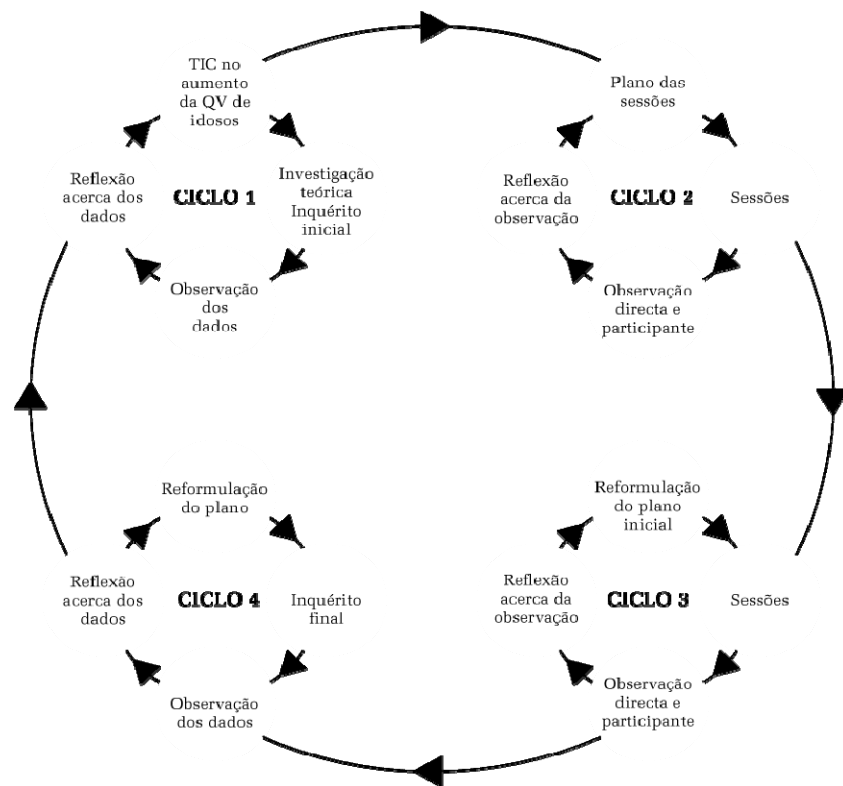 TIC no
aumento
da QV de
idosos
Reflexão
acerca dos
dados
CICLO 1
Investigação
teórica
Inquérito
inicial
Observação
dos
dados
Plano das
sessões
Reflexão
acerca da
observação
CICLO 2
Sessões
Observação
directa e
participante
Reformulação
do plano
inicial
Reflexão
acerca da
observação
CICLO 3
Sessões
Observação
directa e
participante
Reformulação
do plano
Reflexão
acerca dos
dados
CICLO 4
Inquérito
final
Observação
dos dados